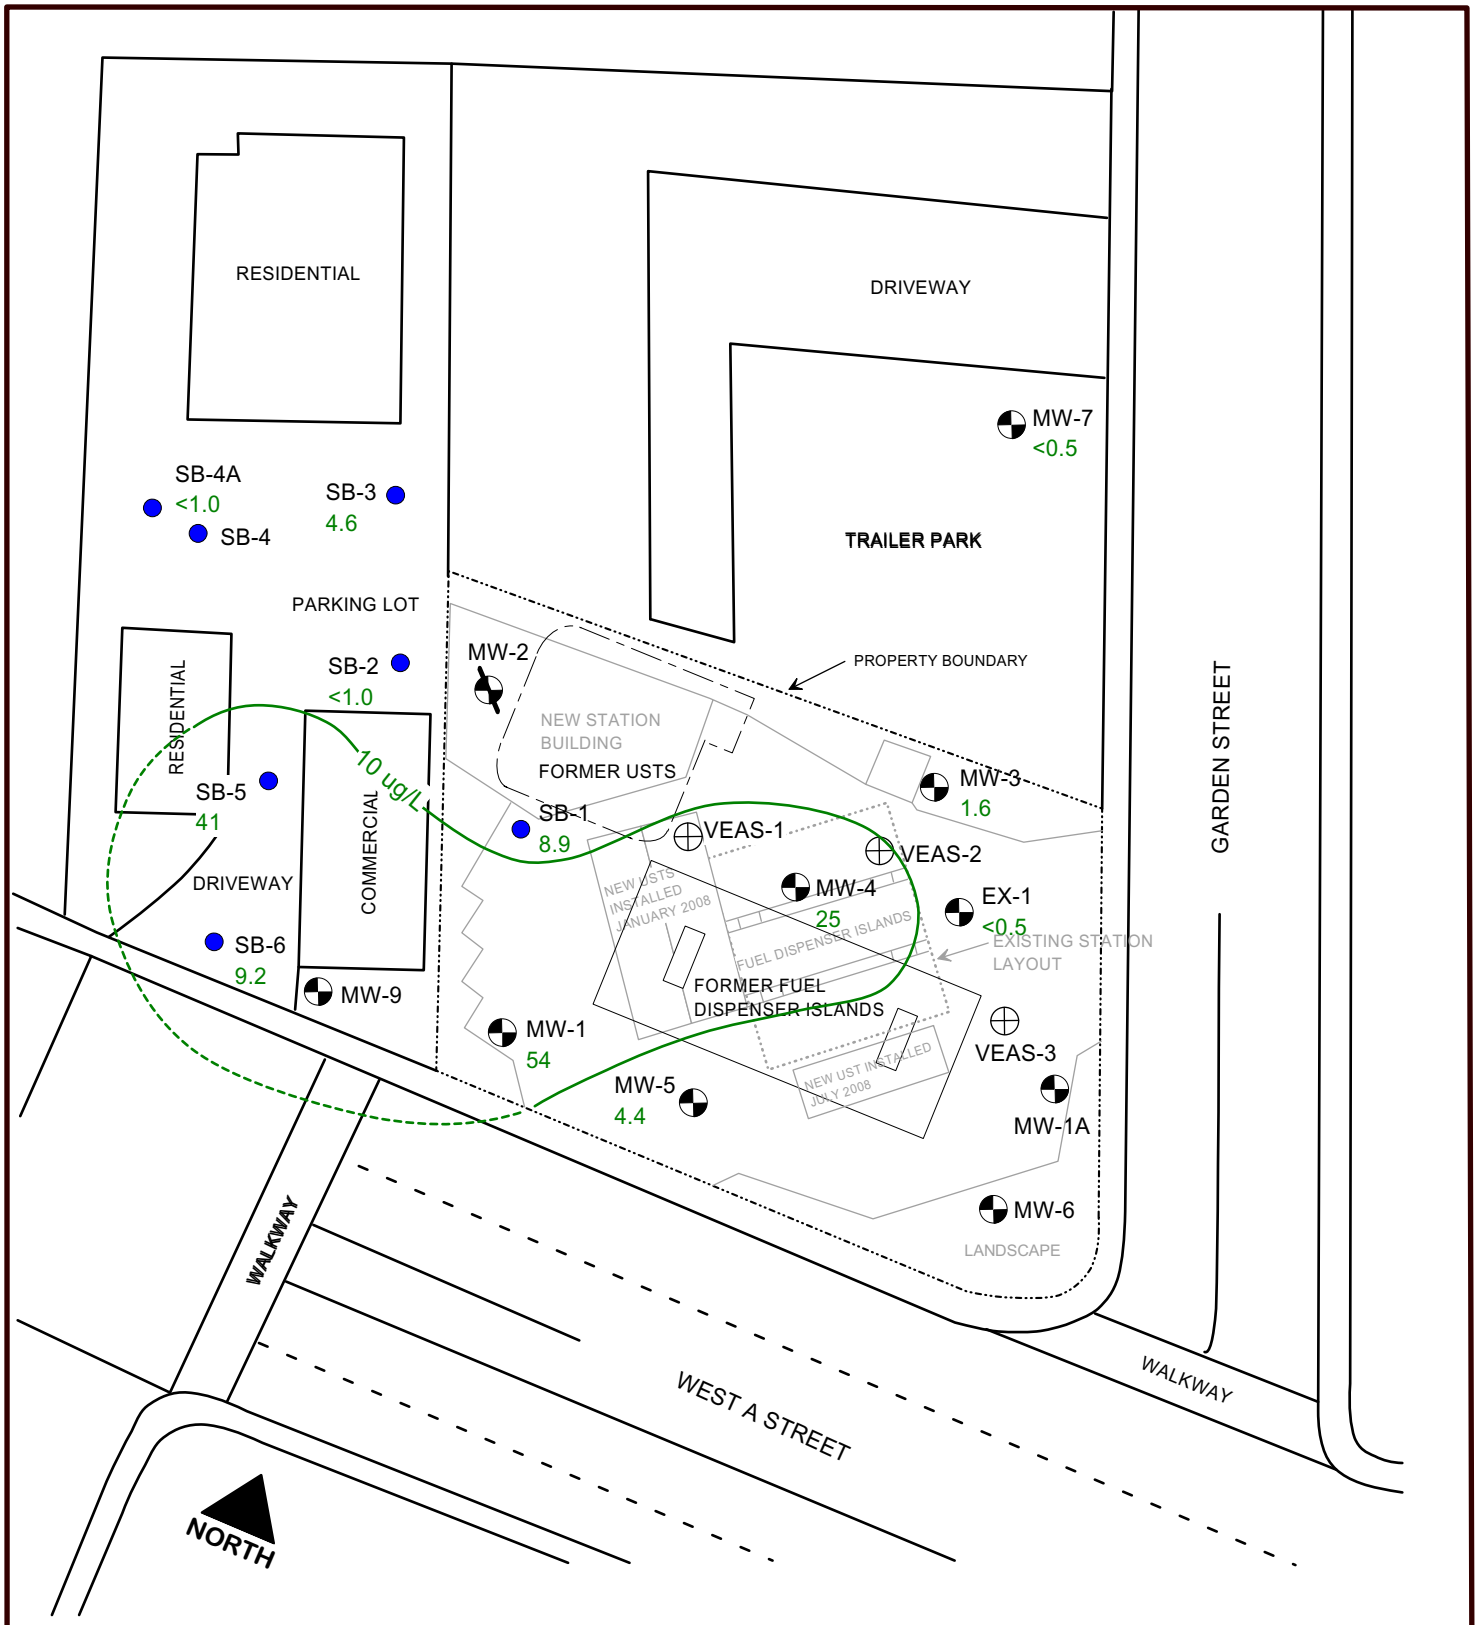 RESIDENTIAL
DRIVEWAY
MW-7
<0.5
SB-4A
<1.0
SB-4
SB-3
4.6
TRAILER PARK
PARKING LOT
SB-2
<1.0
MW-2
PROPERTY BOUNDARY
RESIDENTIAL
GARDEN STREET
NEW STATION
BUILDING
FORMER USTS
10 ug/L
SB-5
41
MW-3
1.6
COMMERCIAL
SB-1
8.9
VEAS-1
VEAS-2
NEW USTS
INSTALLED
JANUARY 2008
MW-4
25
EX-1
<0.5
DRIVEWAY
FUEL DISPENSER ISLANDS
EXISTING STATION
LAYOUT
SB-6
9.2
MW-9
FORMER FUEL
DISPENSER ISLANDS
MW-1
54
VEAS-3
NEW UST INSTALLED
JULY 2008
MW-5
4.4
MW-1A
MW-6
LANDSCAPE
WALKWAY
WALKWAY
WEST A STREET
NORTH